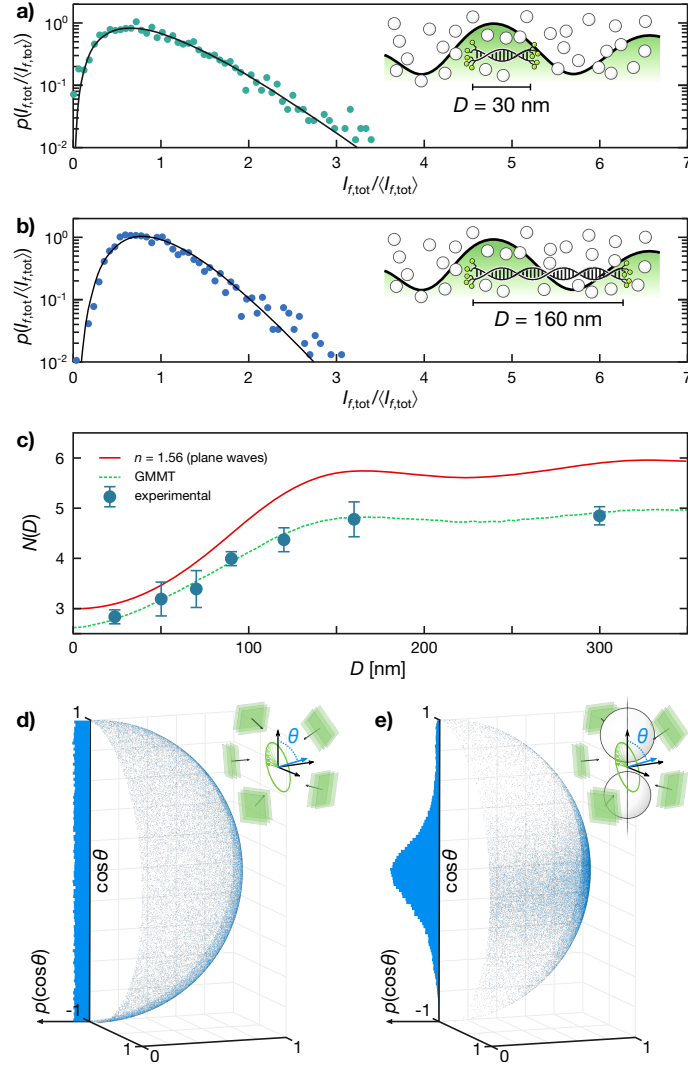 a)
p(I_f,tot/⟨I_f,tot⟩)
10^0
10^-1
10^-2
D = 30 nm
0 1 2 3 4 5 6 7
I_f,tot/⟨I_f,tot⟩
b)
p(I_f,tot/⟨I_f,tot⟩)
10^0
10^-1
10^-2
D = 160 nm
0 1 2 3 4 5 6 7
I_f,tot/⟨I_f,tot⟩
c)
n = 1.56 (plane waves)
GMMT
experimental
N(D)
6
5
4
3
0 100 200 300
D [nm]
d)
1
θ
cosθ
p(cosθ)
-1
1
0
1
e)
1
θ
cosθ
p(cosθ)
-1
1
0
1